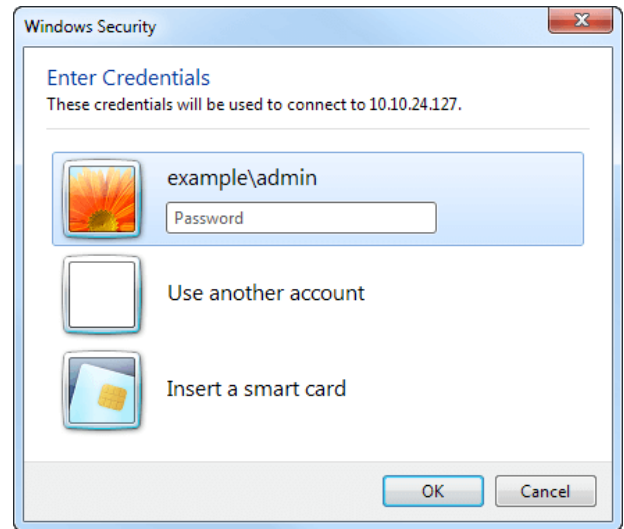 Windows Security
Enter Credentials
These credentials will be used to connect to 10.10.24.127.
example\admin
Password
Use another account
Insert a smart card
OK
Cancel